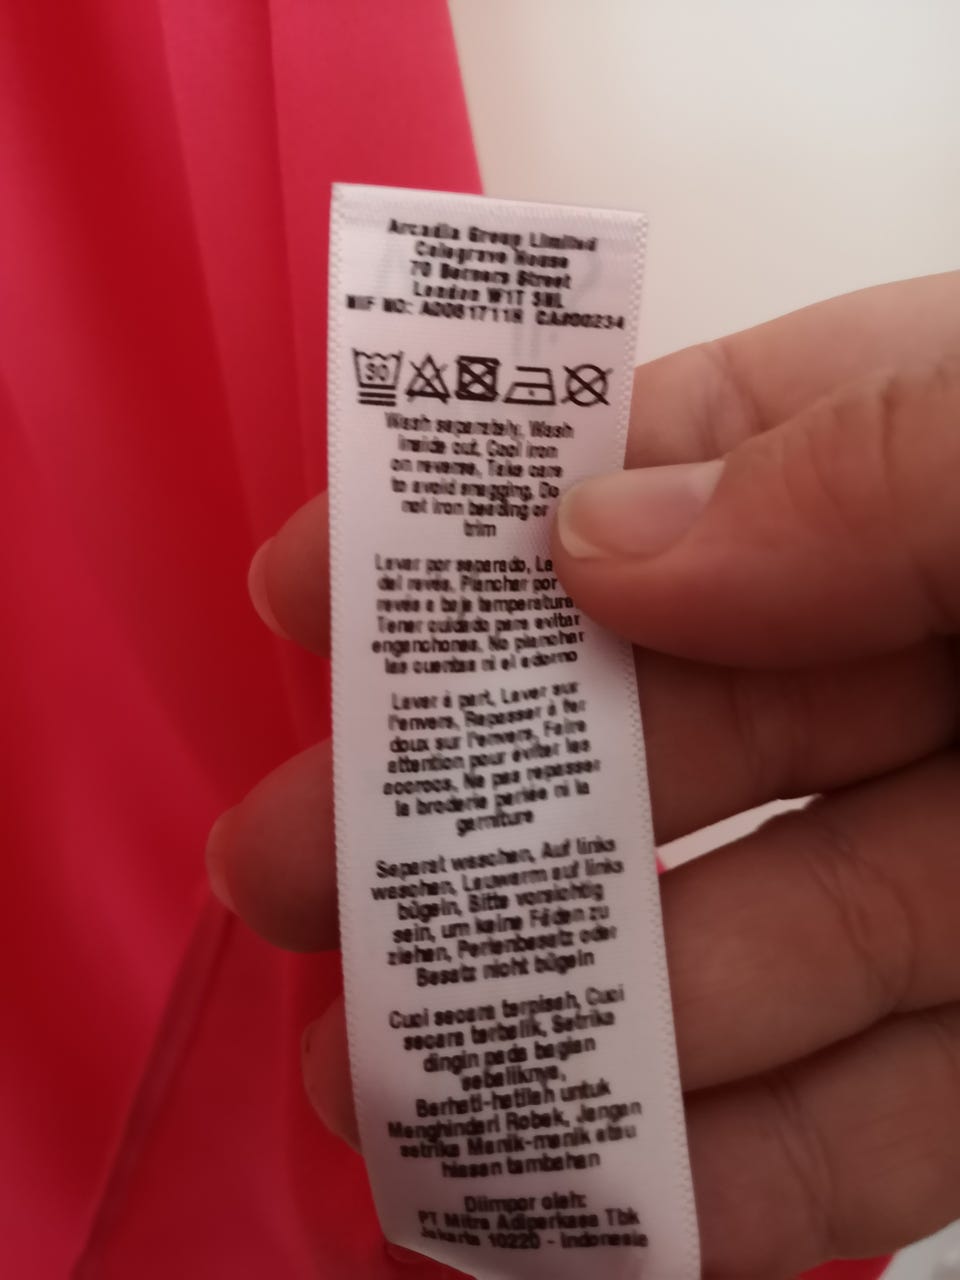 Arcadia Group Limited
Colegrave House
70 Berners Street
London W1T 3NL
NIF NO: A0081711H CA#00234
30
Wash separately, Wash
inside out, Cool iron
on reverse, Take care
to avoid snagging, Do
not iron beading or
trim
Lavar por separado, La
del revés, Planchar por
revés a baja temperatura
Tener cuidado para evitar
enganchones, No planchar
las cuentas ni el adorno
Laver à part, Laver sur
l'envers, Repasser à fer
doux sur l'envers, Faire
attention pour éviter les
accrocs, Ne pas repasser
la broderie perlée ni la
garniture
Separat waschen, Auf links
waschen, Lauwarm auf links
bügeln, Bitte vorsichtig
sein, um keine Fäden zu
ziehen, Perlenbesatz oder
Besatz nicht bügeln
Cuci secara terpisah, Cuci
secara terbalik, Setrika
dingin pada bagian
sebaliknya,
Berhati-hatilah untuk
Menghindari Robek, Jangan
setrika Manik-manik atau
hiasan tambahan
Diimpor oleh:
PT Mitra Adiperkasa Tbk
Jakarta 10220 - Indonesia